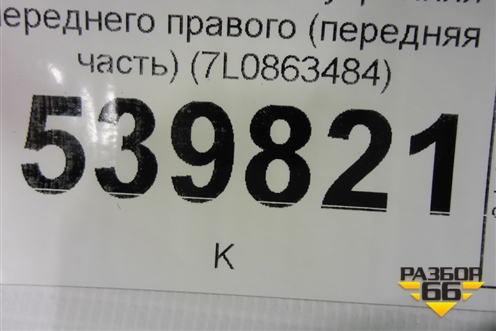 переднего правого (передняя
часть) (7L0863484)
539821
К
РАЗБОР
66